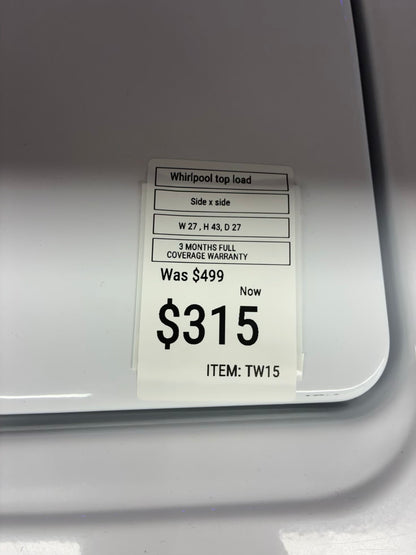 Whirlpool top load
Side x side
W 27 , H 43, D 27
3 MONTHS FULL
COVERAGE WARRANTY
Was $499
Now
$315
ITEM: TW15